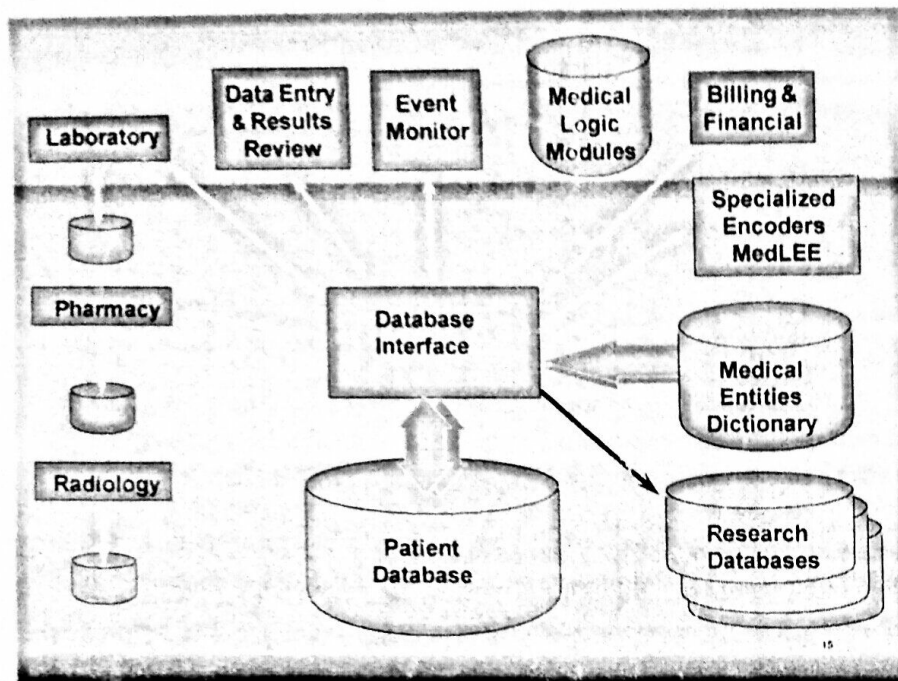 Laboratory
Data Entry
& Results
Review
Event
Monitor
Medical
Logic
Modules
Billing &
Financial
Specialized
Encoders
MedLEE
Pharmacy
Database
Interface
Medical
Entities
Dictionary
Radiology
Patient
Database
Research
Databases
15